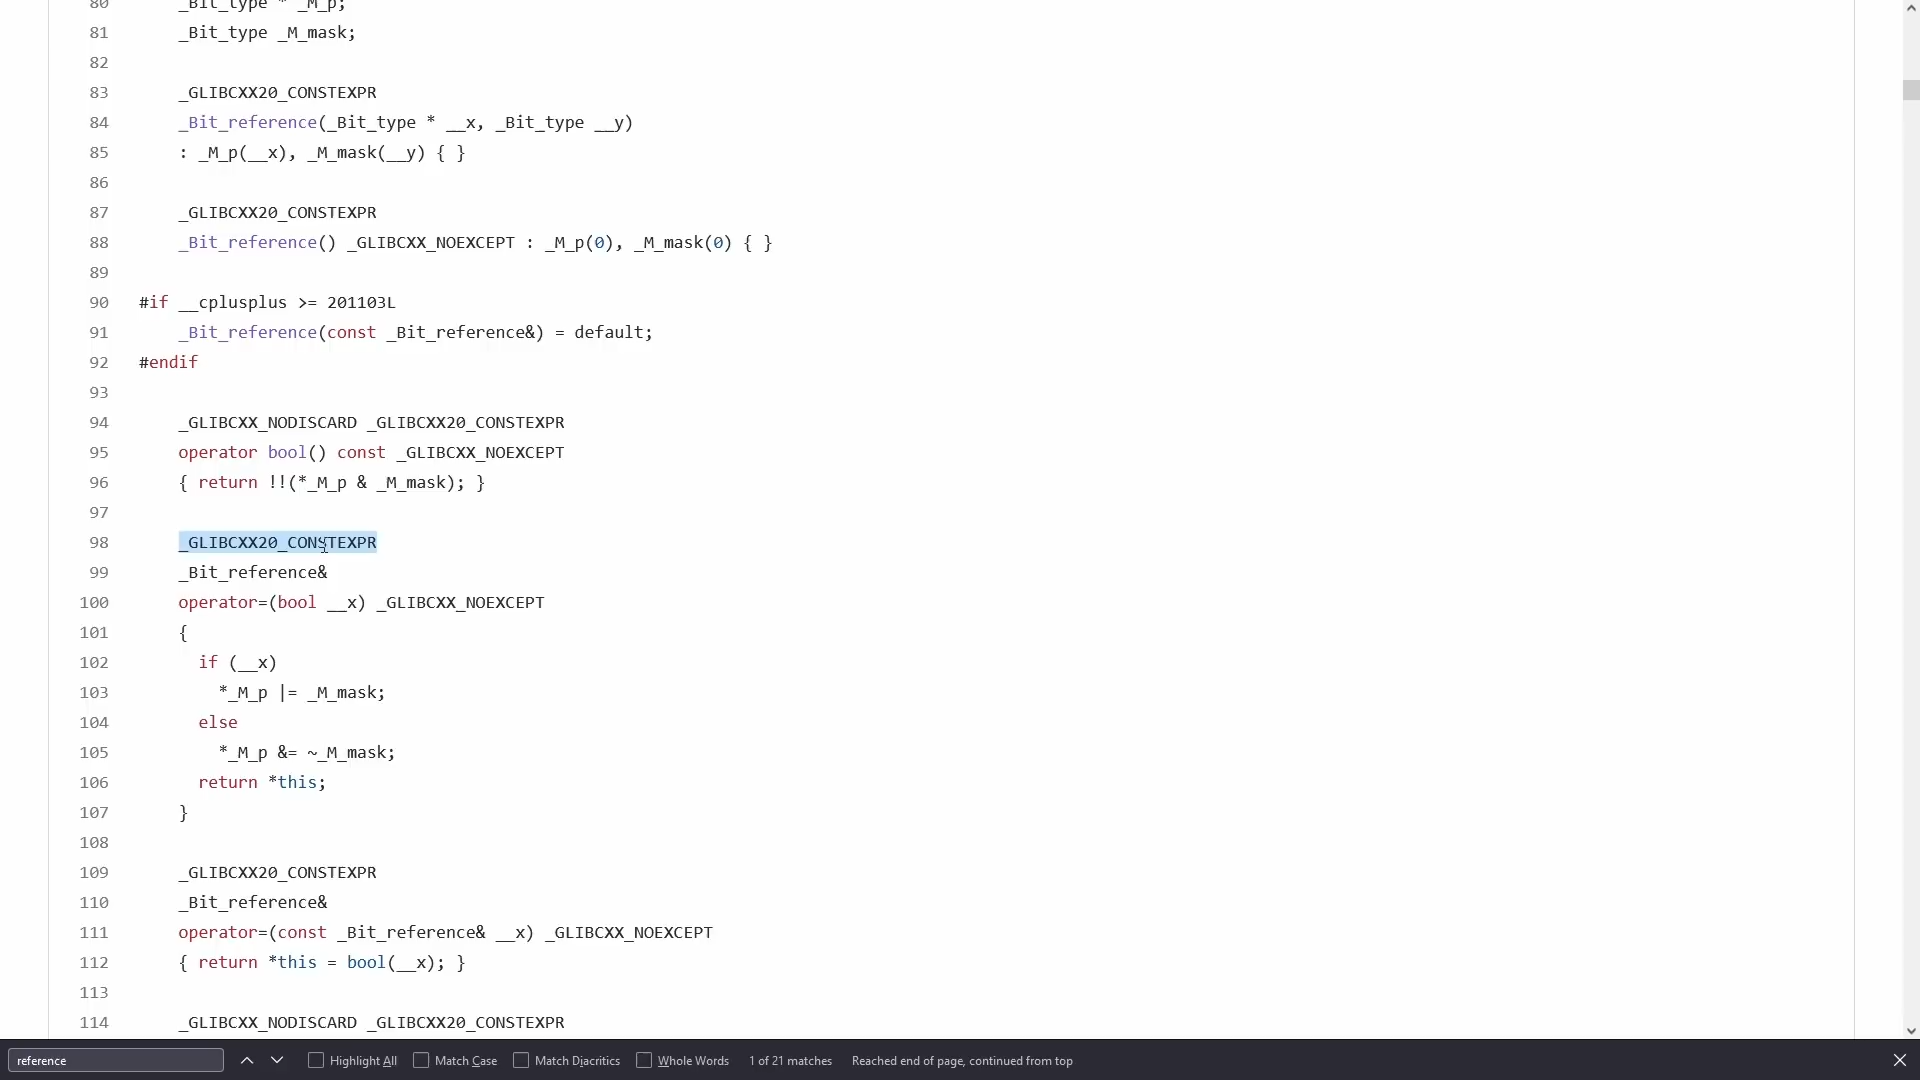 80 _Bit_type * _M_p;
81 _Bit_type _M_mask;
82
83 _GLIBCXX20_CONSTEXPR
84 _Bit_reference(_Bit_type * __x, _Bit_type __y)
85 : _M_p(__x), _M_mask(__y) { }
86
87 _GLIBCXX20_CONSTEXPR
88 _Bit_reference() _GLIBCXX_NOEXCEPT : _M_p(0), _M_mask(0) { }
89
90 #if __cplusplus >= 201103L
91 _Bit_reference(const _Bit_reference&) = default;
92 #endif
93
94 _GLIBCXX_NODISCARD _GLIBCXX20_CONSTEXPR
95 operator bool() const _GLIBCXX_NOEXCEPT
96 { return !!(*_M_p & _M_mask); }
97
98 _GLIBCXX20_CONSTEXPR
99 _Bit_reference&
100 operator=(bool __x) _GLIBCXX_NOEXCEPT
101 {
102 if (__x)
103 *_M_p |= _M_mask;
104 else
105 *_M_p &= ~_M_mask;
106 return *this;
107 }
108
109 _GLIBCXX20_CONSTEXPR
110 _Bit_reference&
111 operator=(const _Bit_reference& __x) _GLIBCXX_NOEXCEPT
112 { return *this = bool(__x); }
113
114 _GLIBCXX_NODISCARD _GLIBCXX20_CONSTEXPR
reference Highlight All Match Case Match Diacritics Whole Words 1 of 21 matches Reached end of page, continued from top